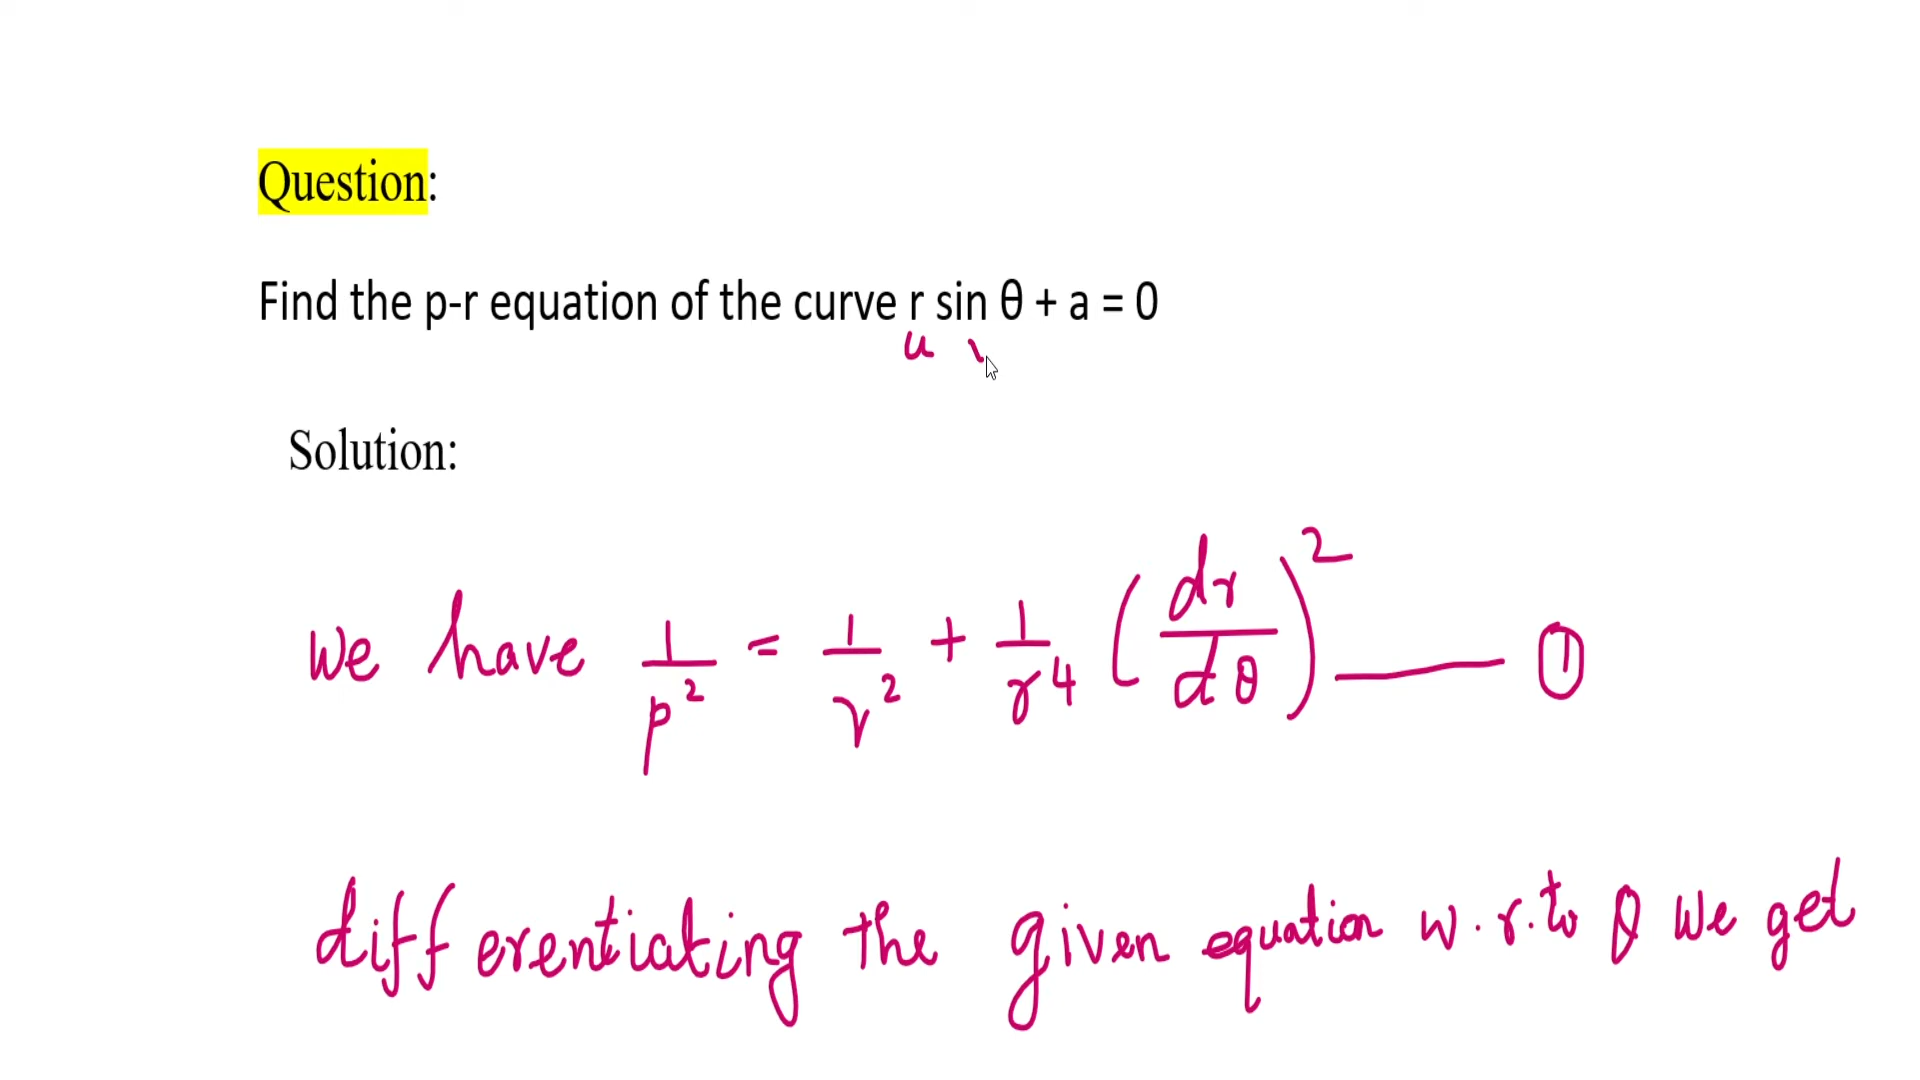 Question:
Find the p-r equation of the curve r sin θ + a = 0
u
Solution:
We have 1/p² = 1/r² + 1/r⁴ (dr/dθ)² —— ①
differentiating the given equation w.r.to θ we get